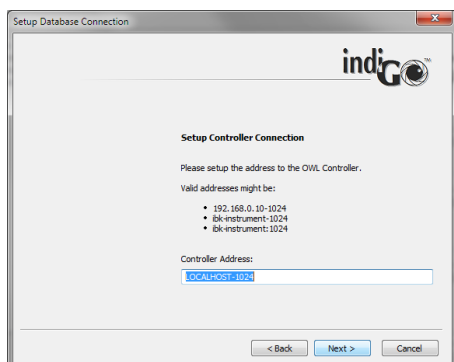 Setup Database Connection
indiGo™
Setup Controller Connection
Please setup the address to the OWL Controller.
Valid addresses might be:
• 192.168.0.10-1024
• ibk-instrument-1024
• ibk-instrument:1024
Controller Address:
LOCALHOST-1024
< Back Next > Cancel